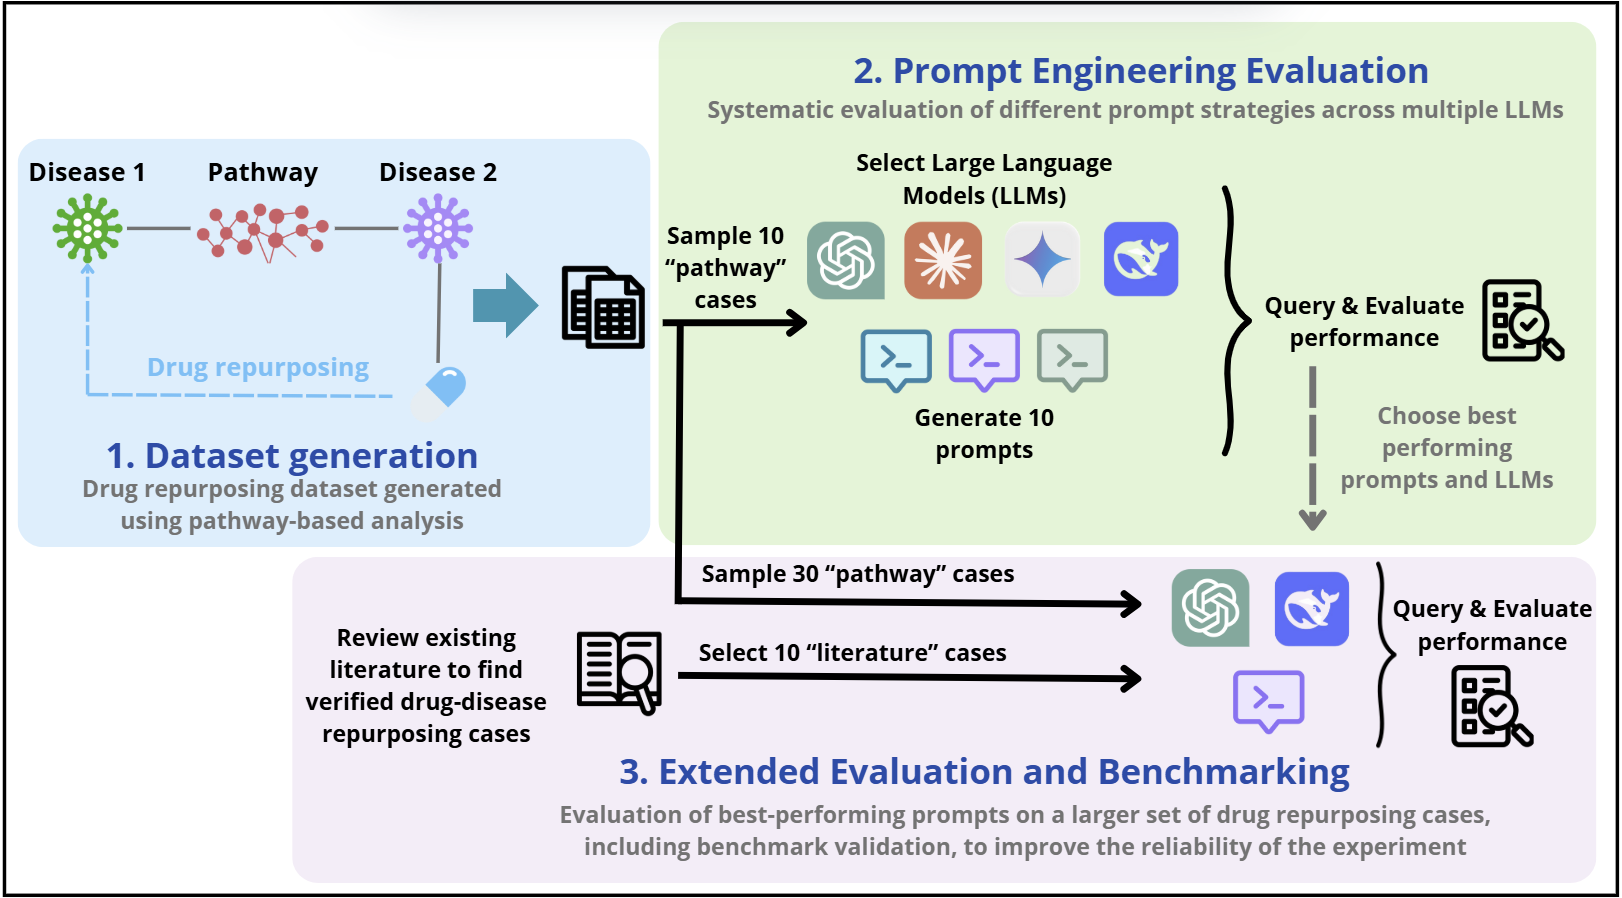 Disease 1
Pathway
Disease 2
Drug repurposing
1. Dataset generation
Drug repurposing dataset generated
using pathway-based analysis
2. Prompt Engineering Evaluation
Systematic evaluation of different prompt strategies across multiple LLMs
Sample 10
“pathway”
cases
Select Large Language
Models (LLMs)
Generate 10
prompts
Query & Evaluate
performance
Choose best
performing
prompts and LLMs
Sample 30 “pathway” cases
Review existing
literature to find
verified drug-disease
repurposing cases
Select 10 “literature” cases
Query & Evaluate
performance
3. Extended Evaluation and Benchmarking
Evaluation of best-performing prompts on a larger set of drug repurposing cases,
including benchmark validation, to improve the reliability of the experiment